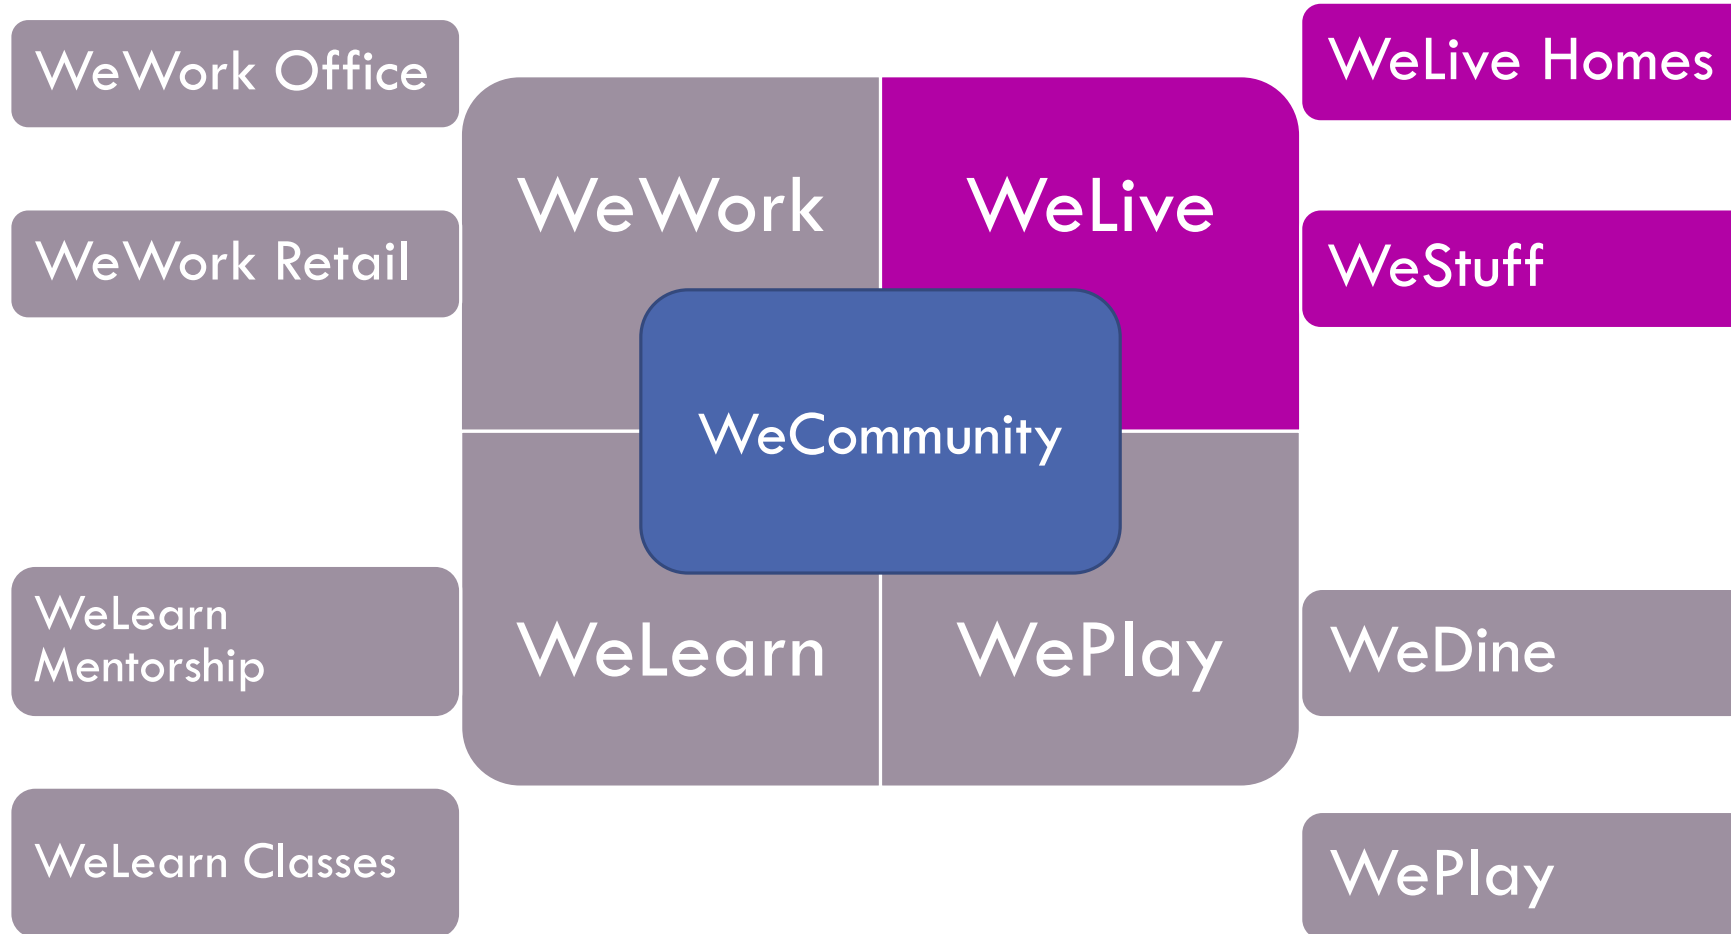 WeWork Office
WeLive Homes
WeWork
WeLive
WeWork Retail
WeStuff
WeCommunity
WeLearn
Mentorship
WeLearn
WePlay
WeDine
WeLearn Classes
WePlay